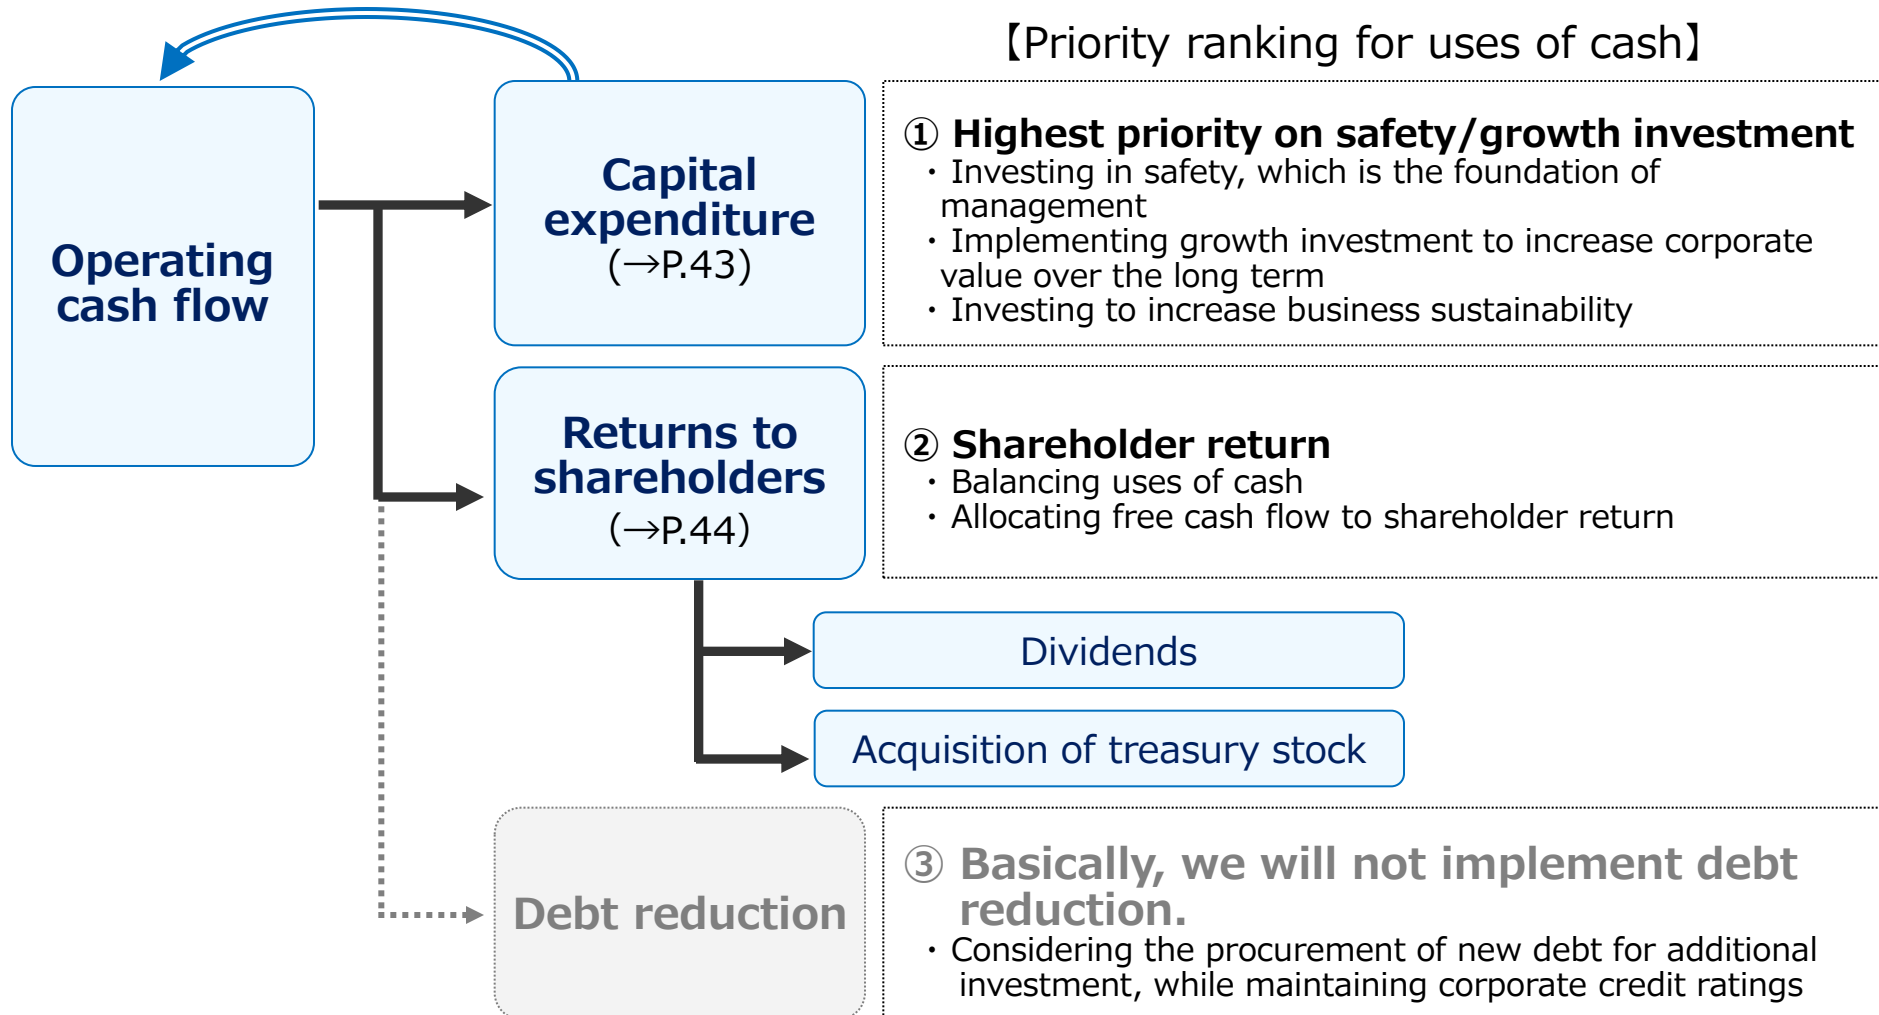 【Priority ranking for uses of cash】
Operating
cash flow
Capital
expenditure
(→P.43)
① Highest priority on safety/growth investment
・Investing in safety, which is the foundation of
management
・Implementing growth investment to increase corporate
value over the long term
・Investing to increase business sustainability
Returns to
shareholders
(→P.44)
② Shareholder return
・Balancing uses of cash
・Allocating free cash flow to shareholder return
Dividends
Acquisition of treasury stock
Debt reduction
③ Basically, we will not implement debt
reduction.
・Considering the procurement of new debt for additional
investment, while maintaining corporate credit ratings